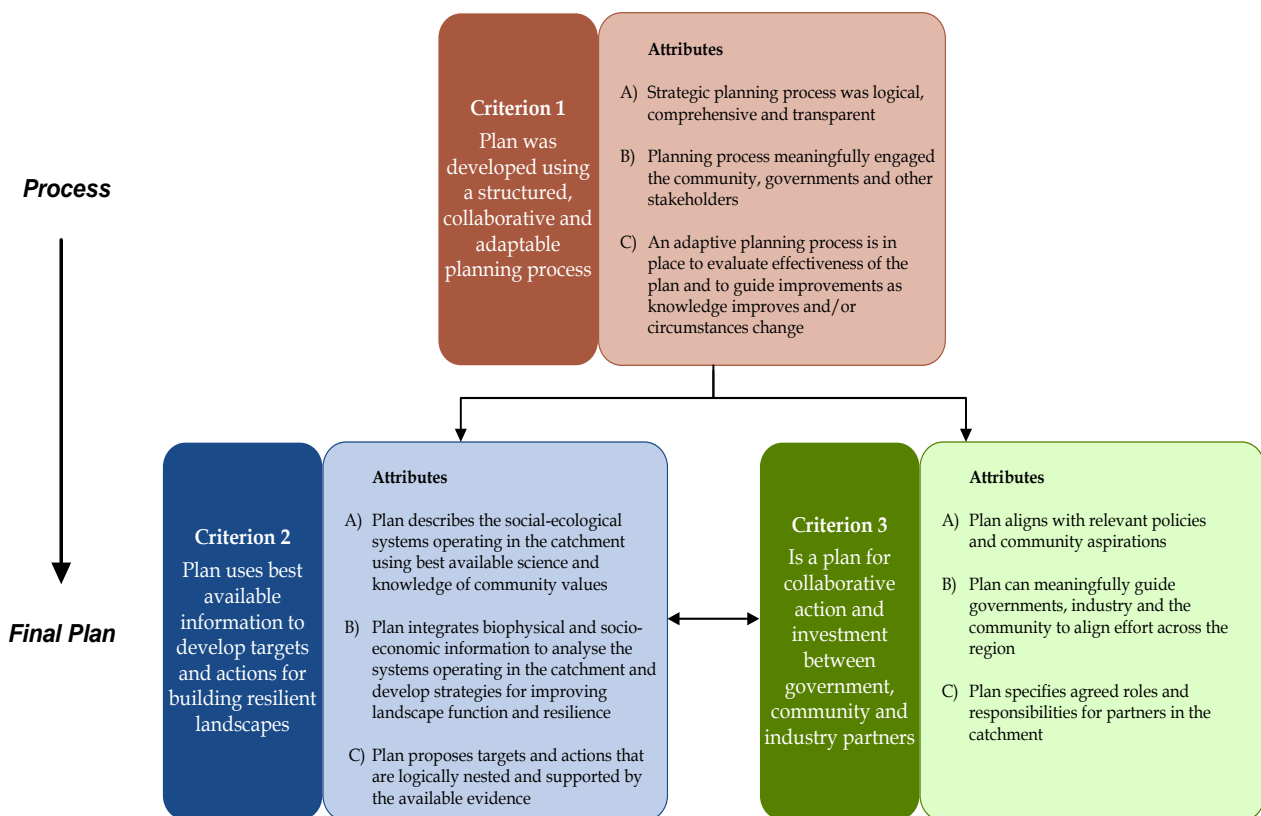 Process
Final Plan
Criterion 1
Plan was
developed using
a structured,
collaborative and
adaptable
planning process
Attributes
A) Strategic planning process was logical,
comprehensive and transparent
B) Planning process meaningfully engaged
the community, governments and other
stakeholders
C) An adaptive planning process is in
place to evaluate effectiveness of the
plan and to guide improvements as
knowledge improves and/or
circumstances change
Criterion 2
Plan uses best
available
information to
develop targets
and actions for
building resilient
landscapes
Attributes
A) Plan describes the social-ecological
systems operating in the catchment
using best available science and
knowledge of community values
B) Plan integrates biophysical and socio-
economic information to analyse the
systems operating in the catchment and
develop strategies for improving
landscape function and resilience
C) Plan proposes targets and actions that
are logically nested and supported by
the available evidence
Criterion 3
Is a plan for
collaborative
action and
investment
between
government,
community and
industry partners
Attributes
A) Plan aligns with relevant policies
and community aspirations
B) Plan can meaningfully guide
governments, industry and the
community to align effort across the
region
C) Plan specifies agreed roles and
responsibilities for partners in the
catchment